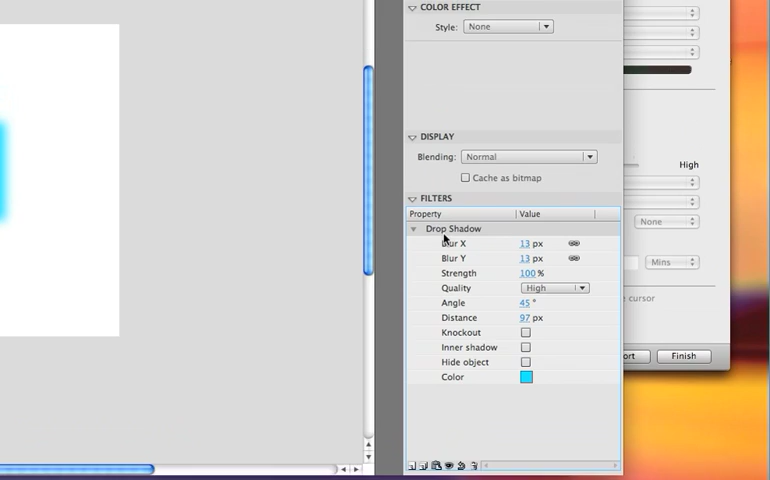 COLOR EFFECT
Style: None
DISPLAY
Blending: Normal
Cache as bitmap
High
FILTERS
Property Value
None
Drop Shadow
Blur X 13 px
Blur Y 13 px
Mins
Strength 100 %
Quality High
Angle 45 °
e cursor
Distance 97 px
Knockout
Inner shadow
ort Finish
Hide object
Color